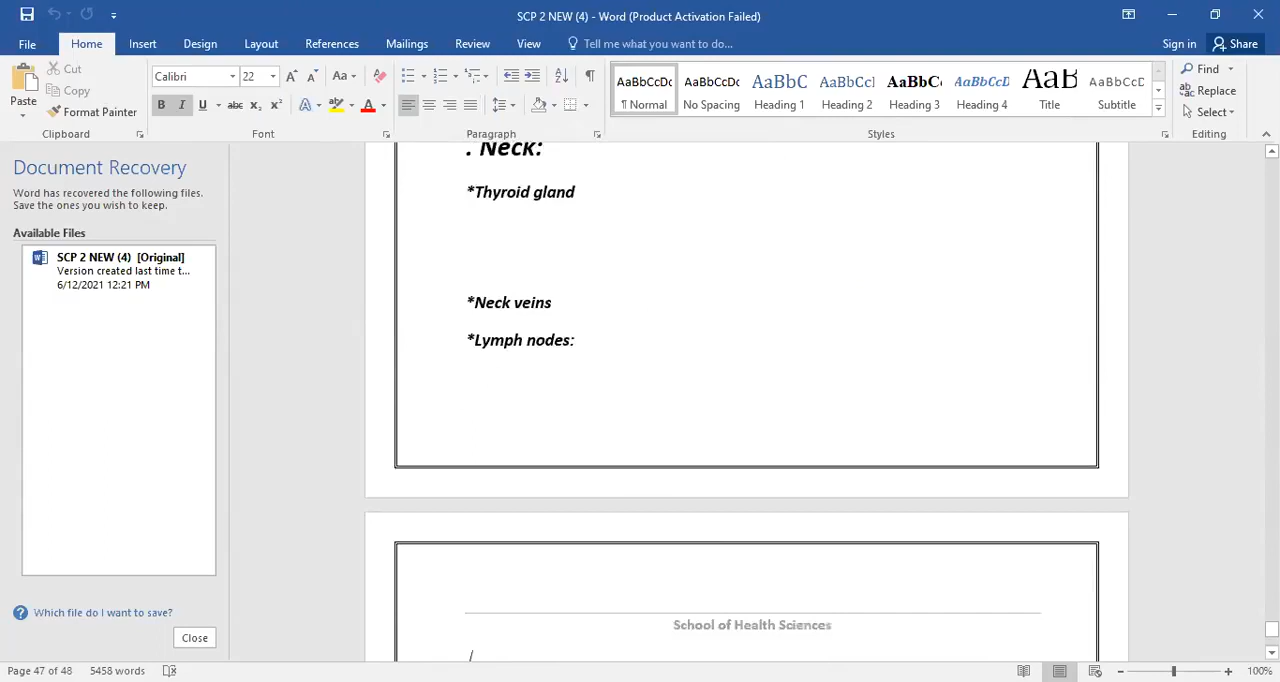 SCP 2 NEW (4) - Word (Product Activation Failed)
File Home Insert Design Layout References Mailings Review View Tell me what you want to do... Sign in Share
Paste Cut Copy Format Painter Clipboard
Calibri 22 Font
Paragraph
AaBbCcDc AaBbCcDc AaBbC AaBbCcI AaBbCc AaBbCcD AaB AaBbCcD
¶ Normal No Spacing Heading 1 Heading 2 Heading 3 Heading 4 Title Subtitle
Styles
Find
Replace
Select
Editing
Document Recovery
Word has recovered the following files.
Save the ones you wish to keep.
Available Files
SCP 2 NEW (4) [Original]
Version created last time t...
6/12/2021 12:21 PM
Which file do I want to save?
Close
. Neck:
*Thyroid gland
*Neck veins
*Lymph nodes:
School of Health Sciences
/
Page 47 of 48 5458 words 100%